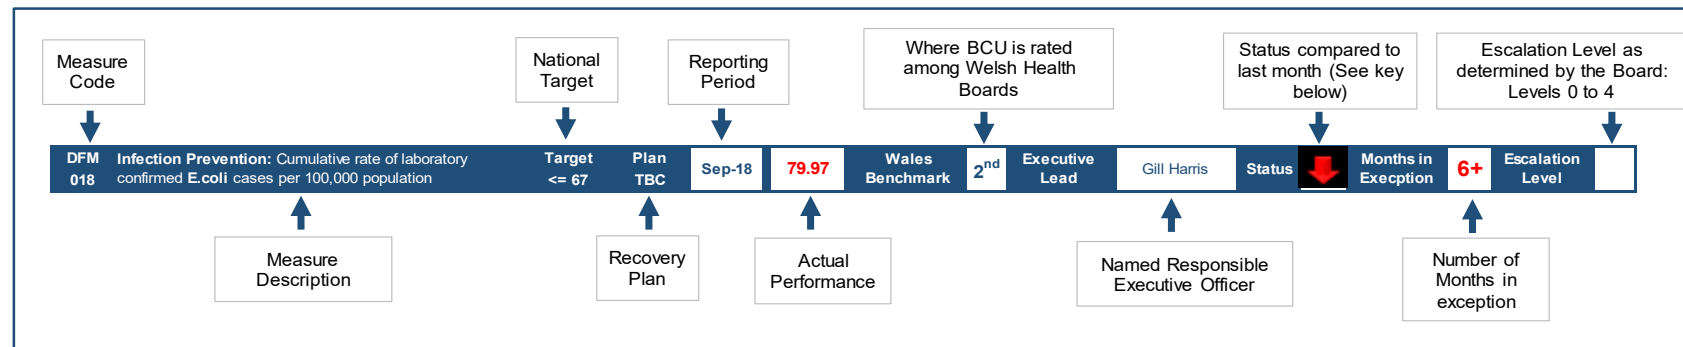 Measure
Code
National
Target
Reporting
Period
Where BCU is rated
among Welsh Health
Boards
Status compared to
last month (See key
below)
Escalation Level as
determined by the Board:
Levels 0 to 4
DFM
018
Infection Prevention: Cumulative rate of laboratory
confirmed E.coli cases per 100,000 population
Target
<= 67
Plan
TBC
Sep-18
79.97
Wales
Benchmark
2nd
Executive
Lead
Gill Harris
Status
Months in
Execption
6+
Escalation
Level
Measure
Description
Recovery
Plan
Actual
Performance
Named Responsible
Executive Officer
Number of
Months in
exception